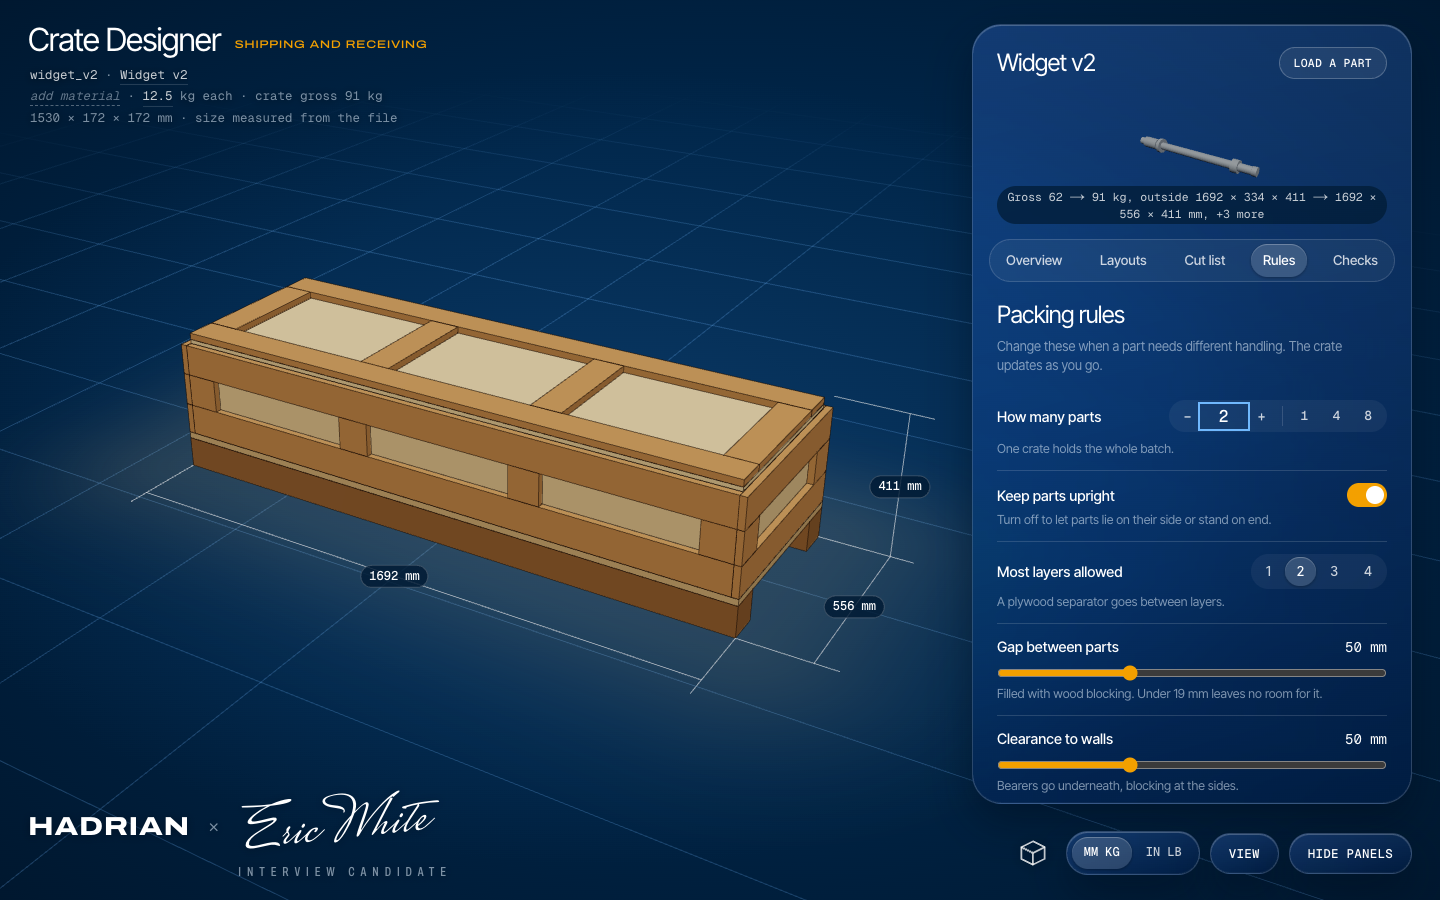 Crate Designer SHIPPING AND RECEIVING
widget_v2 · Widget v2
add material · 12.5 kg each · crate gross 91 kg
1530 × 172 × 172 mm · size measured from the file
Widget v2
LOAD A PART
Gross 62 → 91 kg, outside 1692 × 334 × 411 → 1692 ×
556 × 411 mm, +3 more
Overview Layouts Cut list Rules Checks
Packing rules
Change these when a part needs different handling. The crate
updates as you go.
How many parts − 2 + 1 4 8
One crate holds the whole batch.
Keep parts upright
Turn off to let parts lie on their side or stand on end.
Most layers allowed 1 2 3 4
A plywood separator goes between layers.
Gap between parts 50 mm
Filled with wood blocking. Under 19 mm leaves no room for it.
Clearance to walls 50 mm
Bearers go underneath, blocking at the sides.
411 mm
1692 mm
556 mm
HADRIAN × Eric White
INTERVIEW CANDIDATE
MM KG IN LB VIEW HIDE PANELS